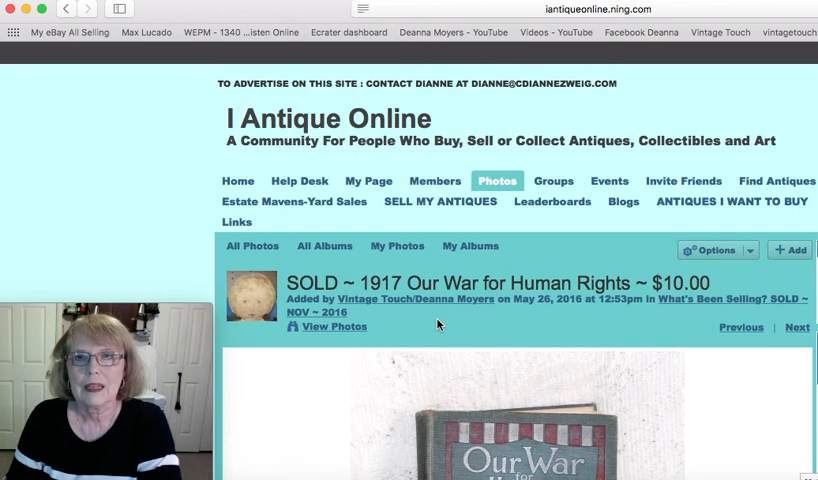 iantiqueonline.ning.com
My eBay All Selling Max Lucado WEPM - 1340 ...isten Online Ecrater dashboard Deanna Moyers - YouTube Videos - YouTube Facebook Deanna Vintage Touch vintagetouch
TO ADVERTISE ON THIS SITE : CONTACT DIANNE AT DIANNE@CDIANNEZWEIG.COM
I Antique Online
A Community For People Who Buy, Sell or Collect Antiques, Collectibles and Art
Home Help Desk My Page Members Photos Groups Events Invite Friends Find Antiques
Estate Mavens-Yard Sales SELL MY ANTIQUES Leaderboards Blogs ANTIQUES I WANT TO BUY
Links
All Photos All Albums My Photos My Albums Options + Add
SOLD ~ 1917 Our War for Human Rights ~ $10.00
Added by Vintage Touch/Deanna Moyers on May 26, 2016 at 12:53pm in What's Been Selling? SOLD ~
NOV ~ 2016
View Photos Previous | Next
Our War
for